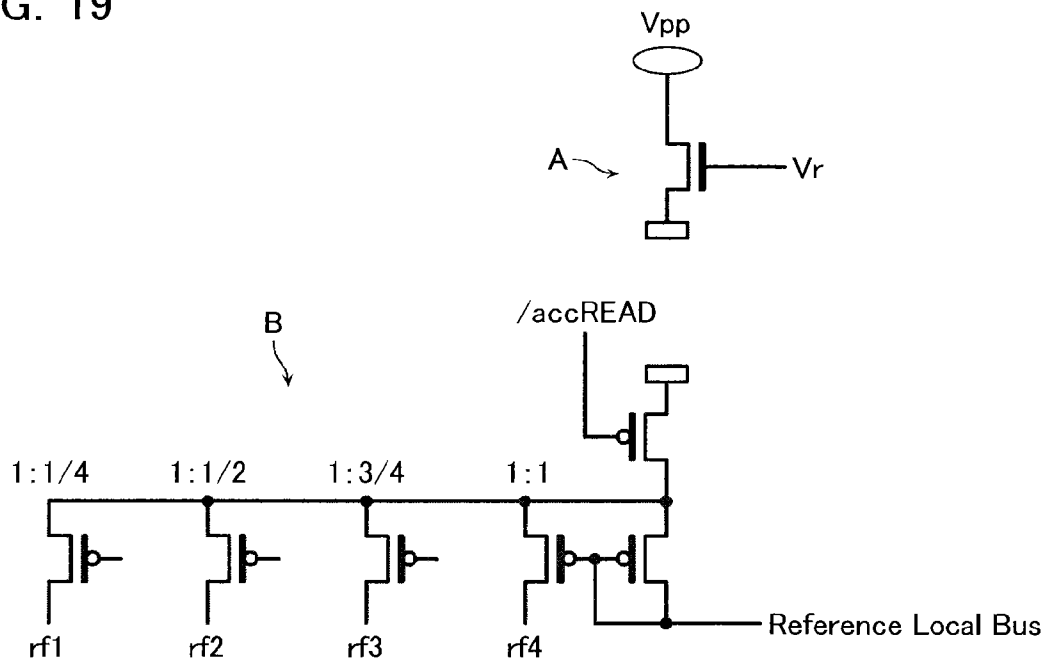 G. 19
Vpp
A
Vr
/accREAD
B
1:1/4
1:1/2
1:3/4
1:1
rf1
rf2
rf3
rf4
Reference Local Bus